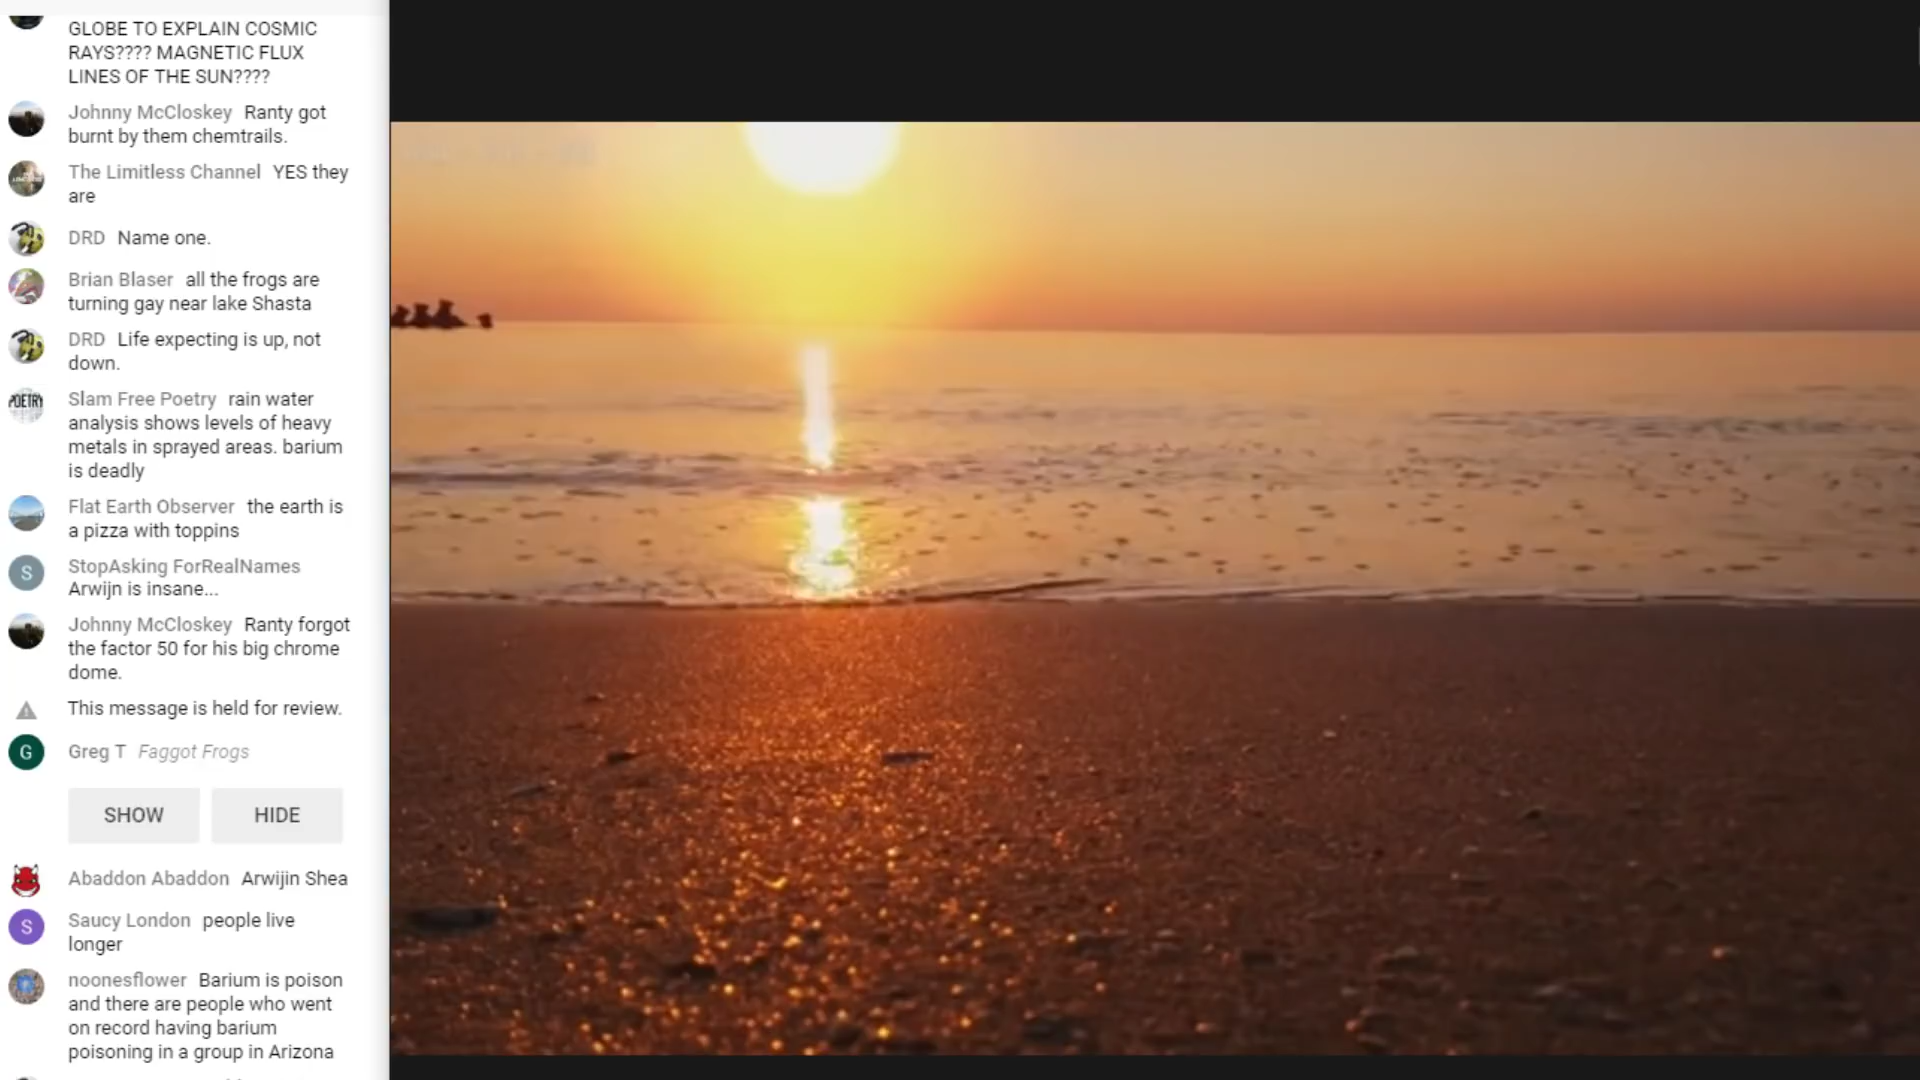 GLOBE TO EXPLAIN COSMIC
RAYS???? MAGNETIC FLUX
LINES OF THE SUN????
Johnny McCloskey Ranty got
burnt by them chemtrails.
The Limitless Channel YES they
are
DRD Name one.
Brian Blaser all the frogs are
turning gay near lake Shasta
DRD Life expecting is up, not
down.
POETRY
Slam Free Poetry rain water
analysis shows levels of heavy
metals in sprayed areas. barium
is deadly
Flat Earth Observer the earth is
a pizza with toppins
S StopAsking ForRealNames
Arwijn is insane...
Johnny McCloskey Ranty forgot
the factor 50 for his big chrome
dome.
This message is held for review.
G Greg T Faggot Frogs
SHOW HIDE
Abaddon Abaddon Arwijin Shea
S Saucy London people live
longer
noonesflower Barium is poison
and there are people who went
on record having barium
poisoning in a group in Arizona